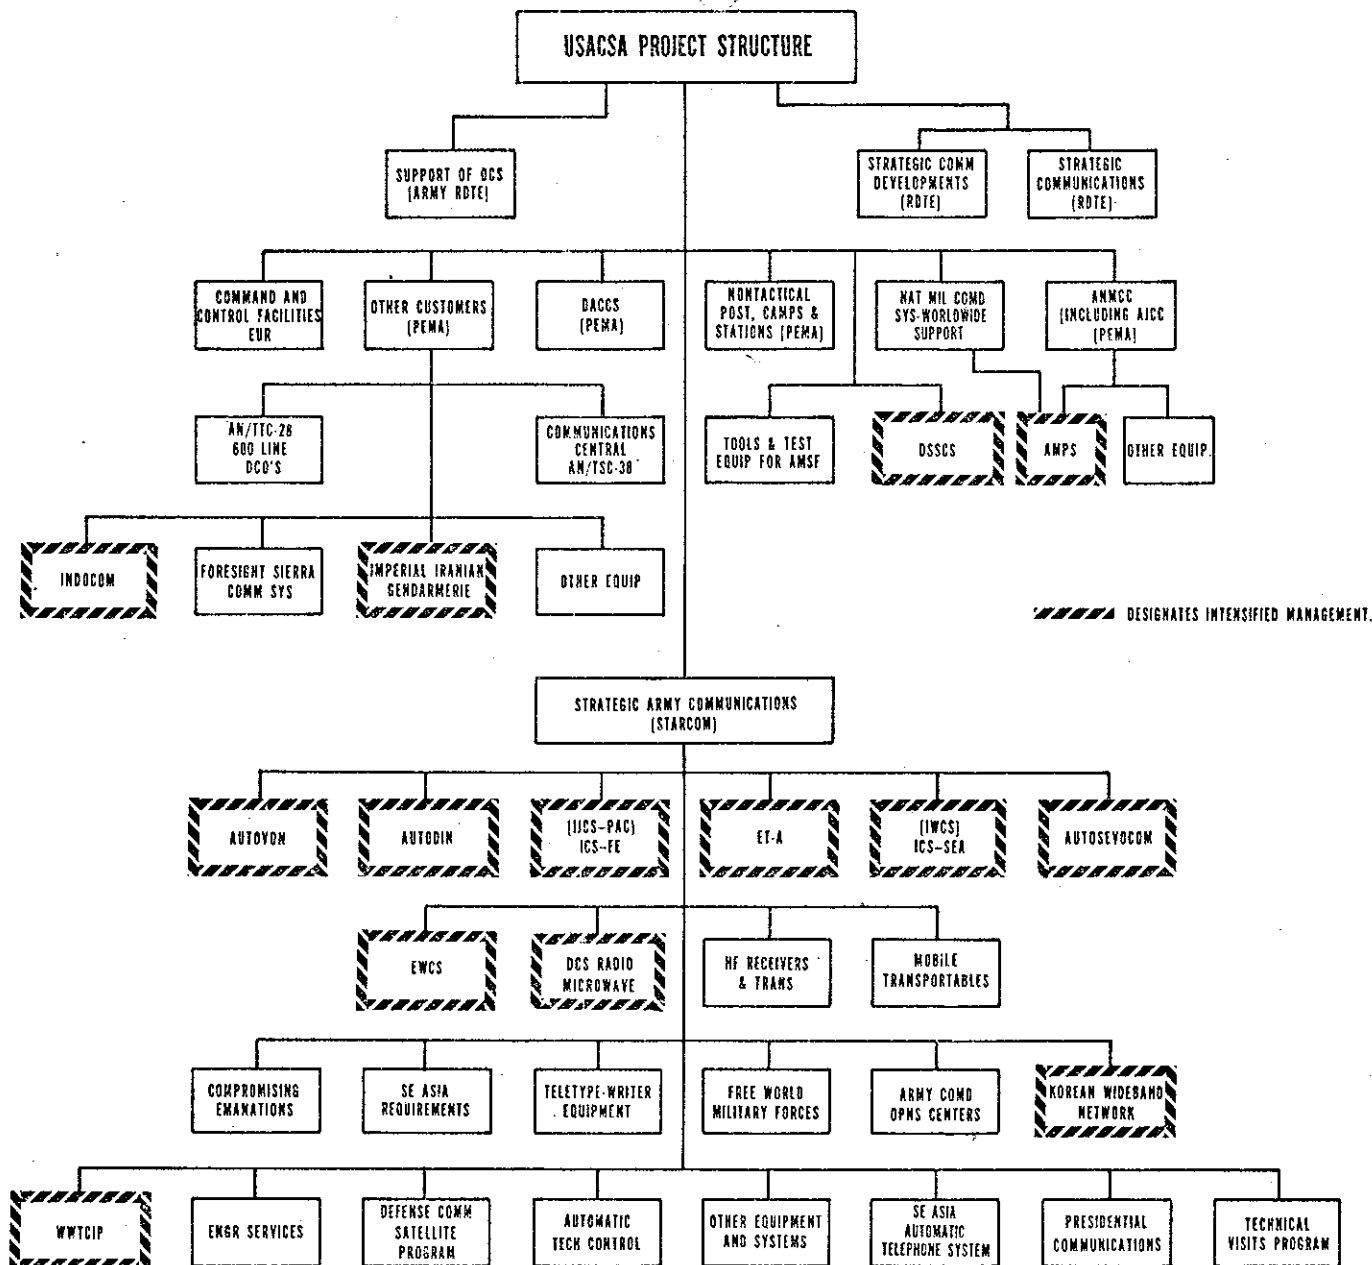 USACSA PROJECT STRUCTURE
SUPPORT OF DCS
(ARMY RDTE)
STRATEGIC COMM
DEVELOPMENTS
(RDTE)
STRATEGIC
COMMUNICATIONS
(RDTE)
COMMAND AND
CONTROL FACILITIES
EUR
OTHER CUSTOMERS
(PEMA)
DACCS
(PEMA)
NONTACTICAL
POST, CAMPS &
STATIONS (PEMA)
NAT MIL COMD
SYS-WORLDWIDE
SUPPORT
ANMCC
(INCLUDING AJCC
(PEMA)
AN/TTC-28
600 LINE
DCO'S
COMMUNICATIONS
CENTRAL
AN/TSC-38
TOOLS & TEST
EQUIP FOR AMSF
DSSCS
AMPS
OTHER EQUIP.
INDOCOM
FORESIGHT SIERRA
COMM SYS
IMPERIAL IRANIAN
GENDARMERIE
OTHER EQUIP
DESIGNATES INTENSIFIED MANAGEMENT.
STRATEGIC ARMY COMMUNICATIONS
(STARCOM)
AUTOVON
AUTODIN
(IJCS-PAC)
ICS-FE
ET-A
(IWCS)
ICS-SEA
AUTOSEVOCOM
EWCS
DCS RADIO
MICROWAVE
HF RECEIVERS
& TRANS
MOBILE
TRANSPORTABLES
COMPROMISING
EMANATIONS
SE ASIA
REQUIREMENTS
TELETYPE-WRITER
EQUIPMENT
FREE WORLD
MILITARY FORCES
ARMY COMD
OPNS CENTERS
KOREAN WIDEBAND
NETWORK
WWTCIP
ENGR SERVICES
DEFENSE COMM
SATELLITE
PROGRAM
AUTOMATIC
TECH CONTROL
OTHER EQUIPMENT
AND SYSTEMS
SE ASIA
AUTOMATIC
TELEPHONE SYSTEM
PRESIDENTIAL
COMMUNICATIONS
TECHNICAL
VISITS PROGRAM